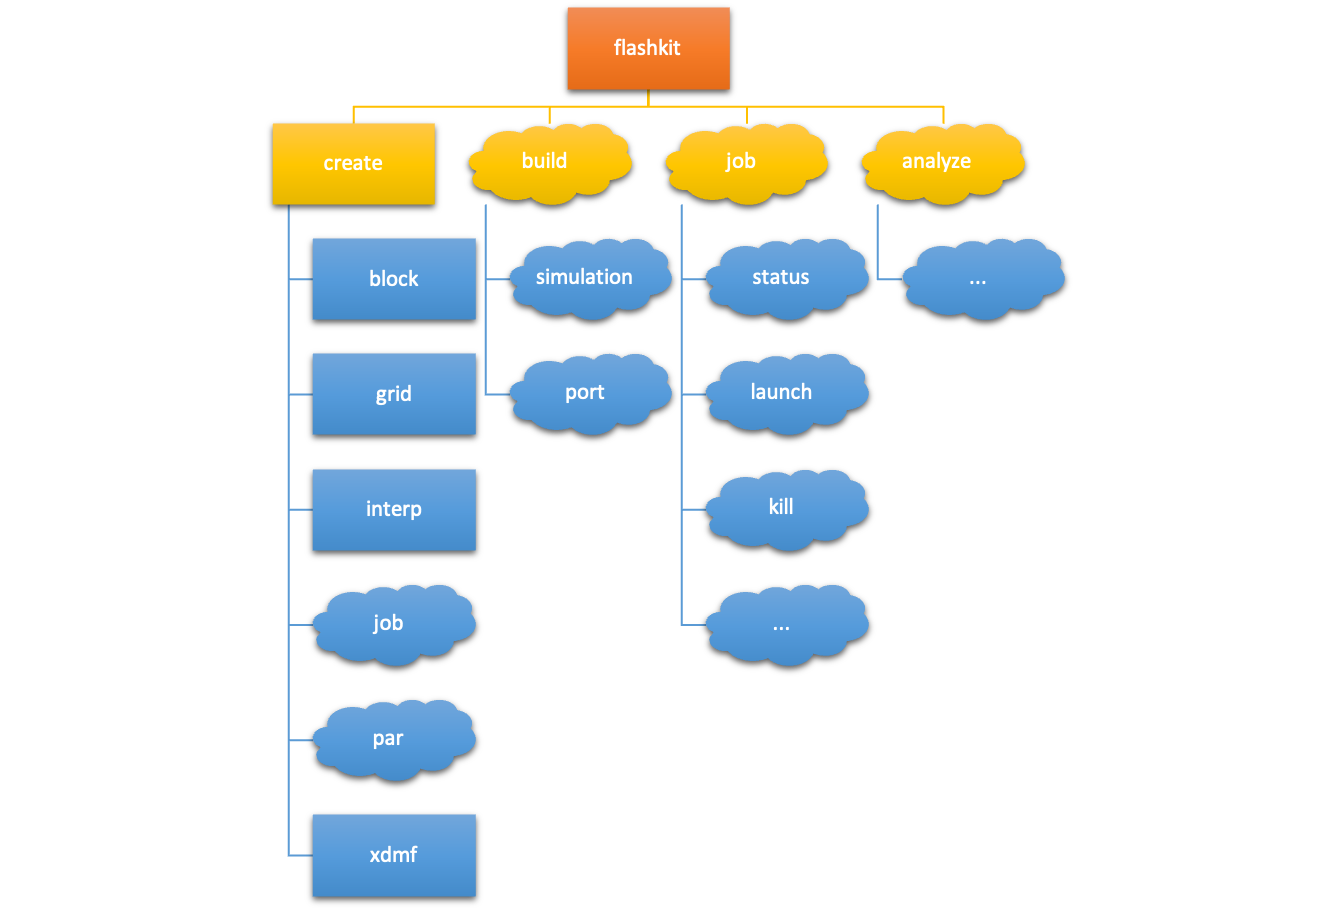 flashkit
create
build
job
analyze
block
simulation
status
...
grid
port
launch
interp
kill
job
...
par
xdmf